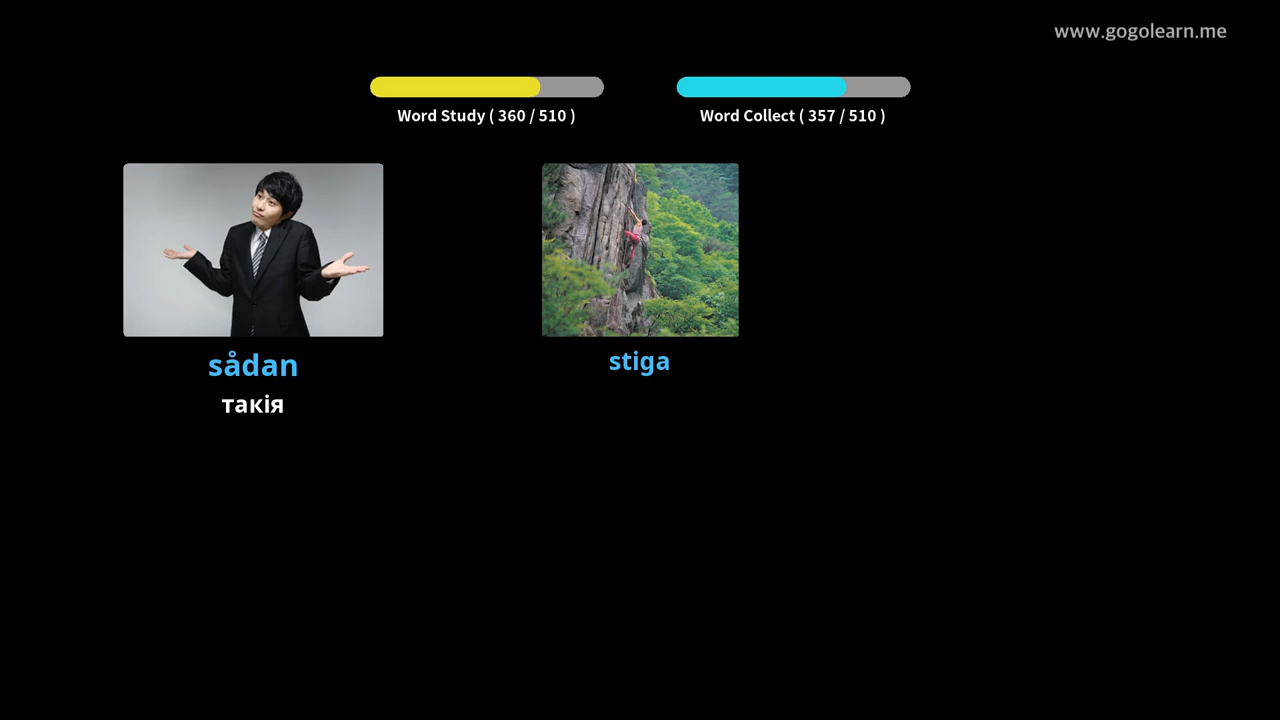 www.gogolearn.me
Word Study ( 360 / 510 )
Word Collect ( 357 / 510 )
sådan
stiga
такія